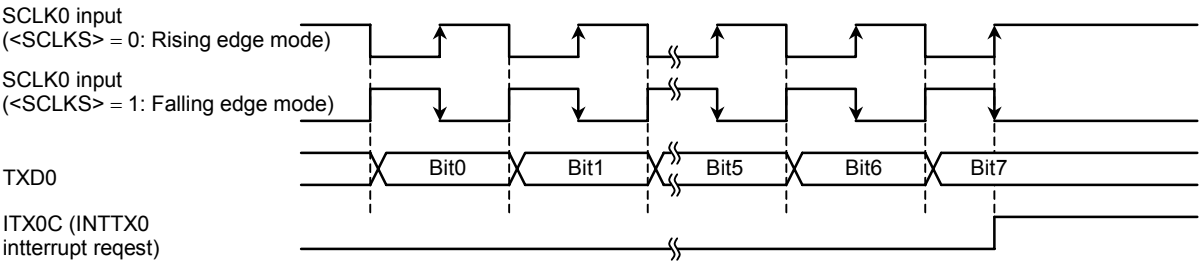 SCLK0 input
(<SCLKS> = 0: Rising edge mode)
SCLK0 input
(<SCLKS> = 1: Falling edge mode)
TXD0
Bit0
Bit1
Bit5
Bit6
Bit7
ITX0C (INTTX0
intterrupt reqest)